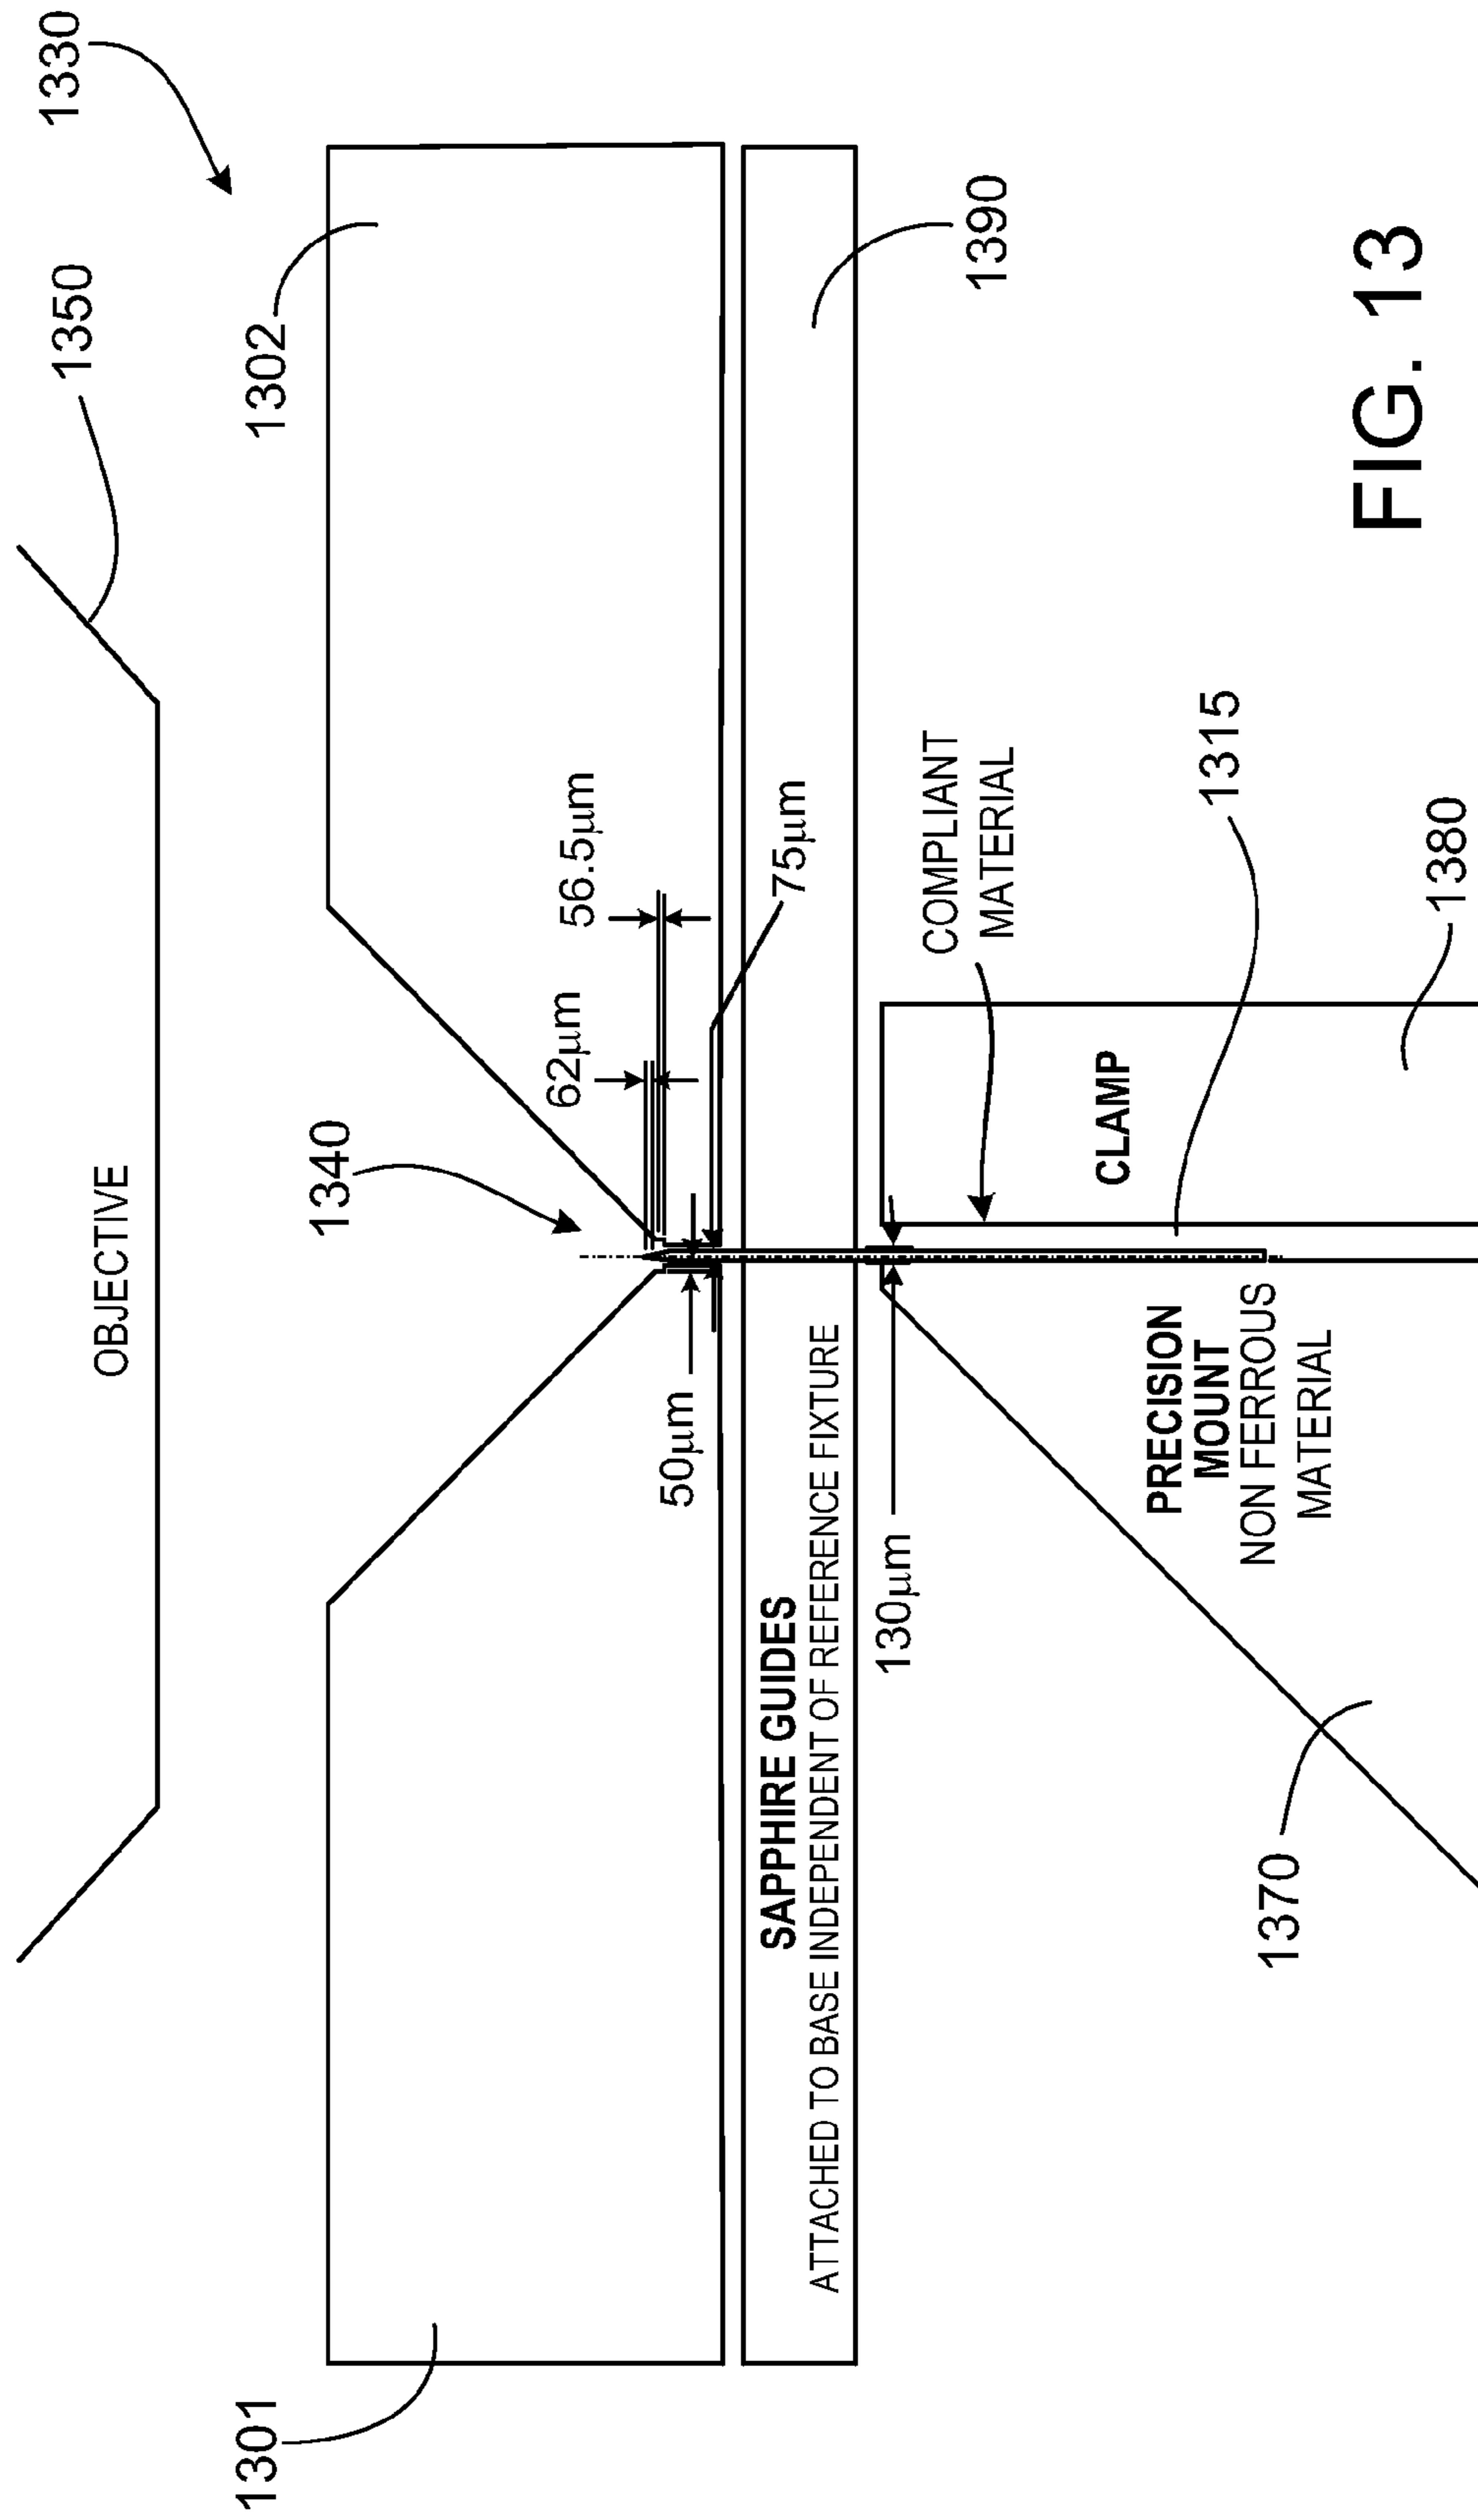 1330
1350
OBJECTIVE
1302
1340
1301
62µm
56.5µm
50µm
75µm
SAPPHIRE GUIDES
ATTACHED TO BASE INDEPENDENT OF REFERENCE FIXTURE
1390
130µm
COMPLIANT
MATERIAL
CLAMP
PRECISION
MOUNT
NON FERROUS
MATERIAL
1315
1370
1380
FIG. 13